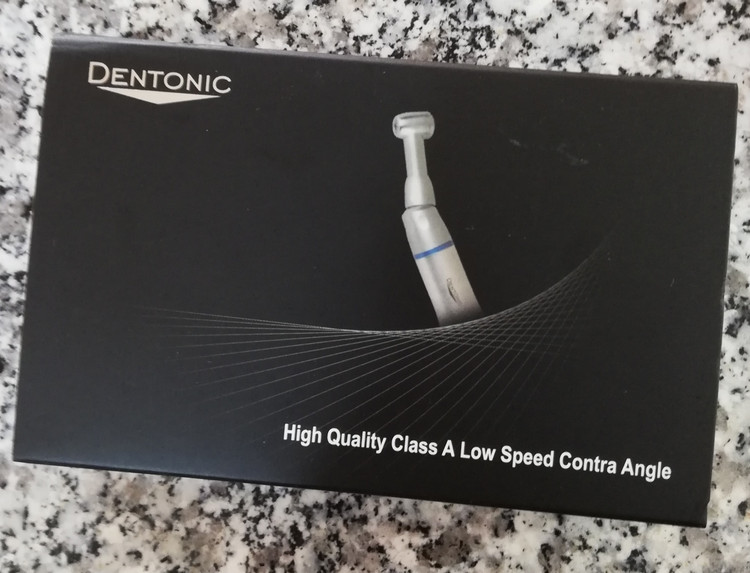 DENTONIC
High Quality Class A Low Speed Contra Angle